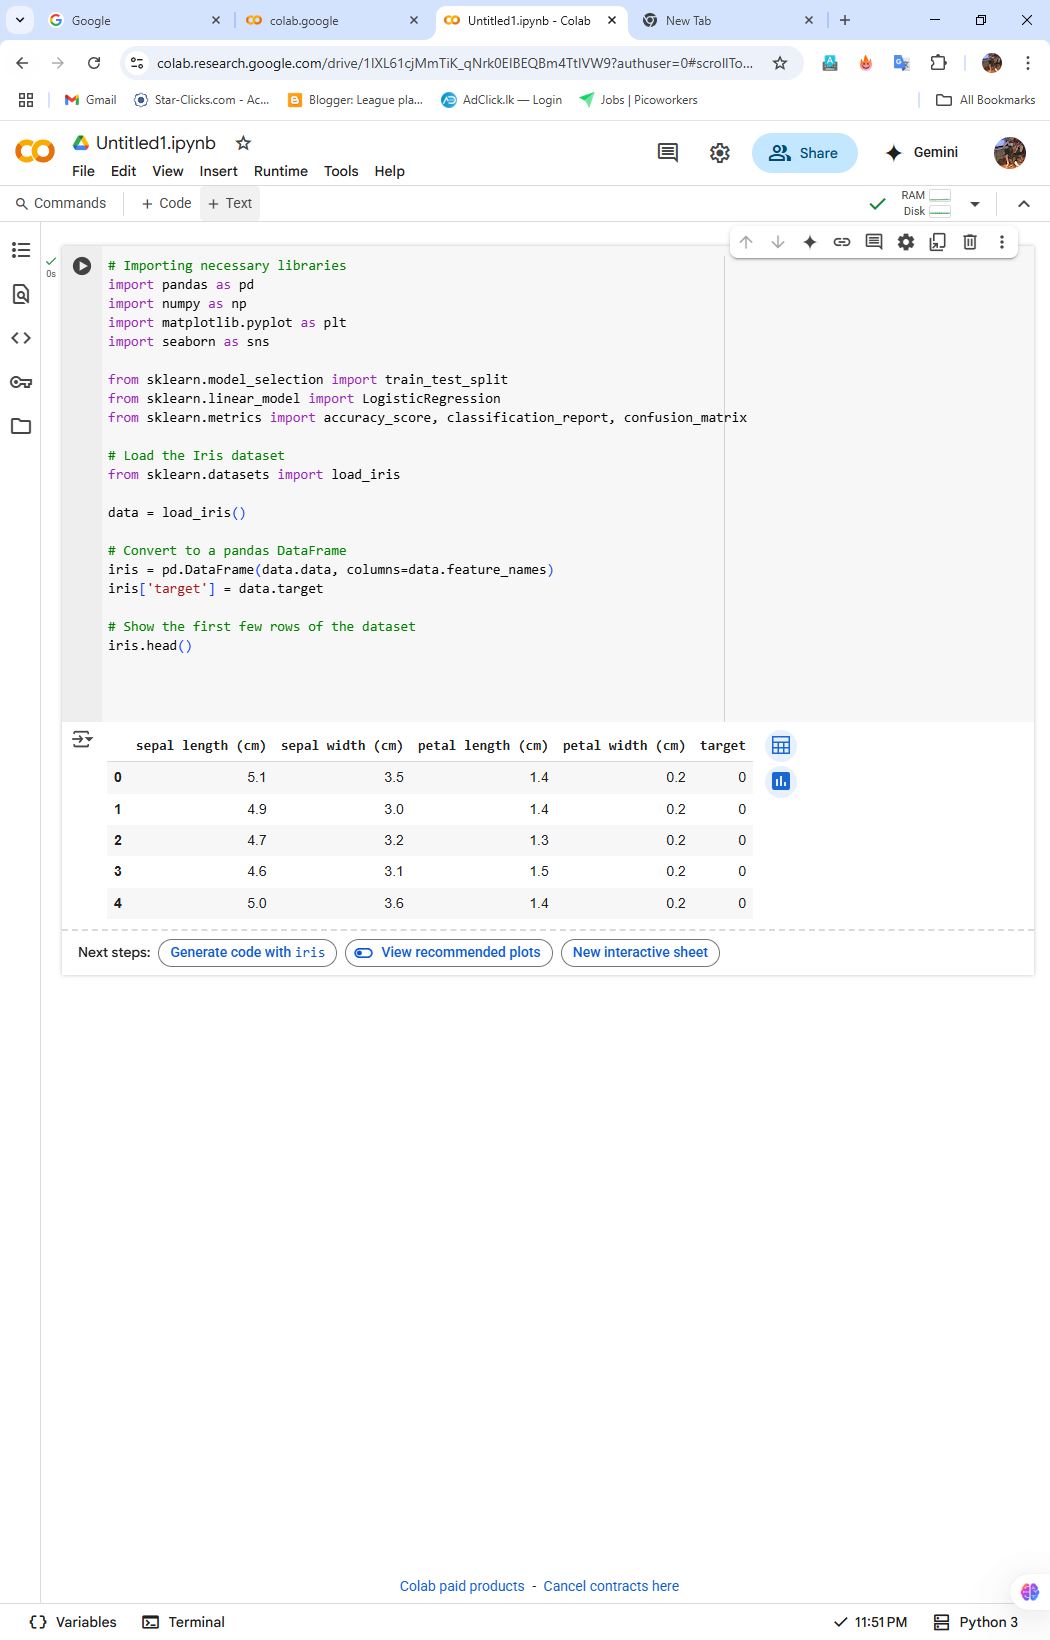 Google
colab.google
Untitled1.ipynb - Colab
New Tab
colab.research.google.com/drive/1IXL61cjMmTiK_qNrk0EIBEQBm4TtIVW9?authuser=0#scrollTo...
Gmail
Star-Clicks.com - Ac...
Blogger: League pla...
AdClick.lk — Login
Jobs | Picoworkers
All Bookmarks
Untitled1.ipynb
Share
Gemini
File Edit View Insert Runtime Tools Help
Commands
+ Code
+ Text
RAM
Disk
0s
# Importing necessary libraries
import pandas as pd
import numpy as np
import matplotlib.pyplot as plt
import seaborn as sns
from sklearn.model_selection import train_test_split
from sklearn.linear_model import LogisticRegression
from sklearn.metrics import accuracy_score, classification_report, confusion_matrix
# Load the Iris dataset
from sklearn.datasets import load_iris
data = load_iris()
# Convert to a pandas DataFrame
iris = pd.DataFrame(data.data, columns=data.feature_names)
iris['target'] = data.target
# Show the first few rows of the dataset
iris.head()
sepal length (cm) sepal width (cm) petal length (cm) petal width (cm) target
0 5.1 3.5 1.4 0.2 0
1 4.9 3.0 1.4 0.2 0
2 4.7 3.2 1.3 0.2 0
3 4.6 3.1 1.5 0.2 0
4 5.0 3.6 1.4 0.2 0
Next steps: Generate code with iris View recommended plots New interactive sheet
Colab paid products - Cancel contracts here
Variables Terminal 11:51 PM Python 3